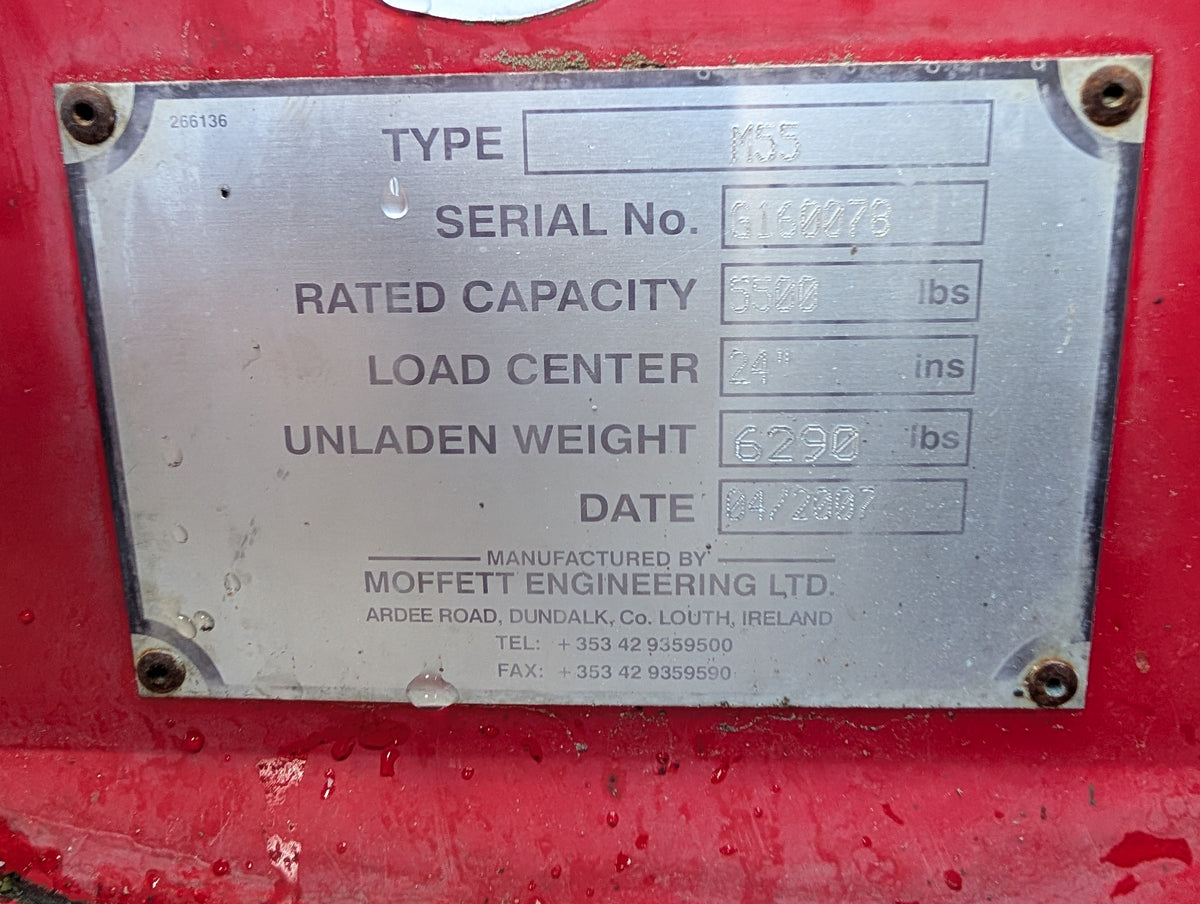 266136
TYPE M55
SERIAL No. G160078
RATED CAPACITY 5500 lbs
LOAD CENTER 24" ins
UNLADEN WEIGHT 6290 lbs
DATE 04/2007
MANUFACTURED BY
MOFFETT ENGINEERING LTD.
ARDEE ROAD, DUNDALK, Co. LOUTH, IRELAND
TEL: + 353 42 9359500
FAX: + 353 42 9359590